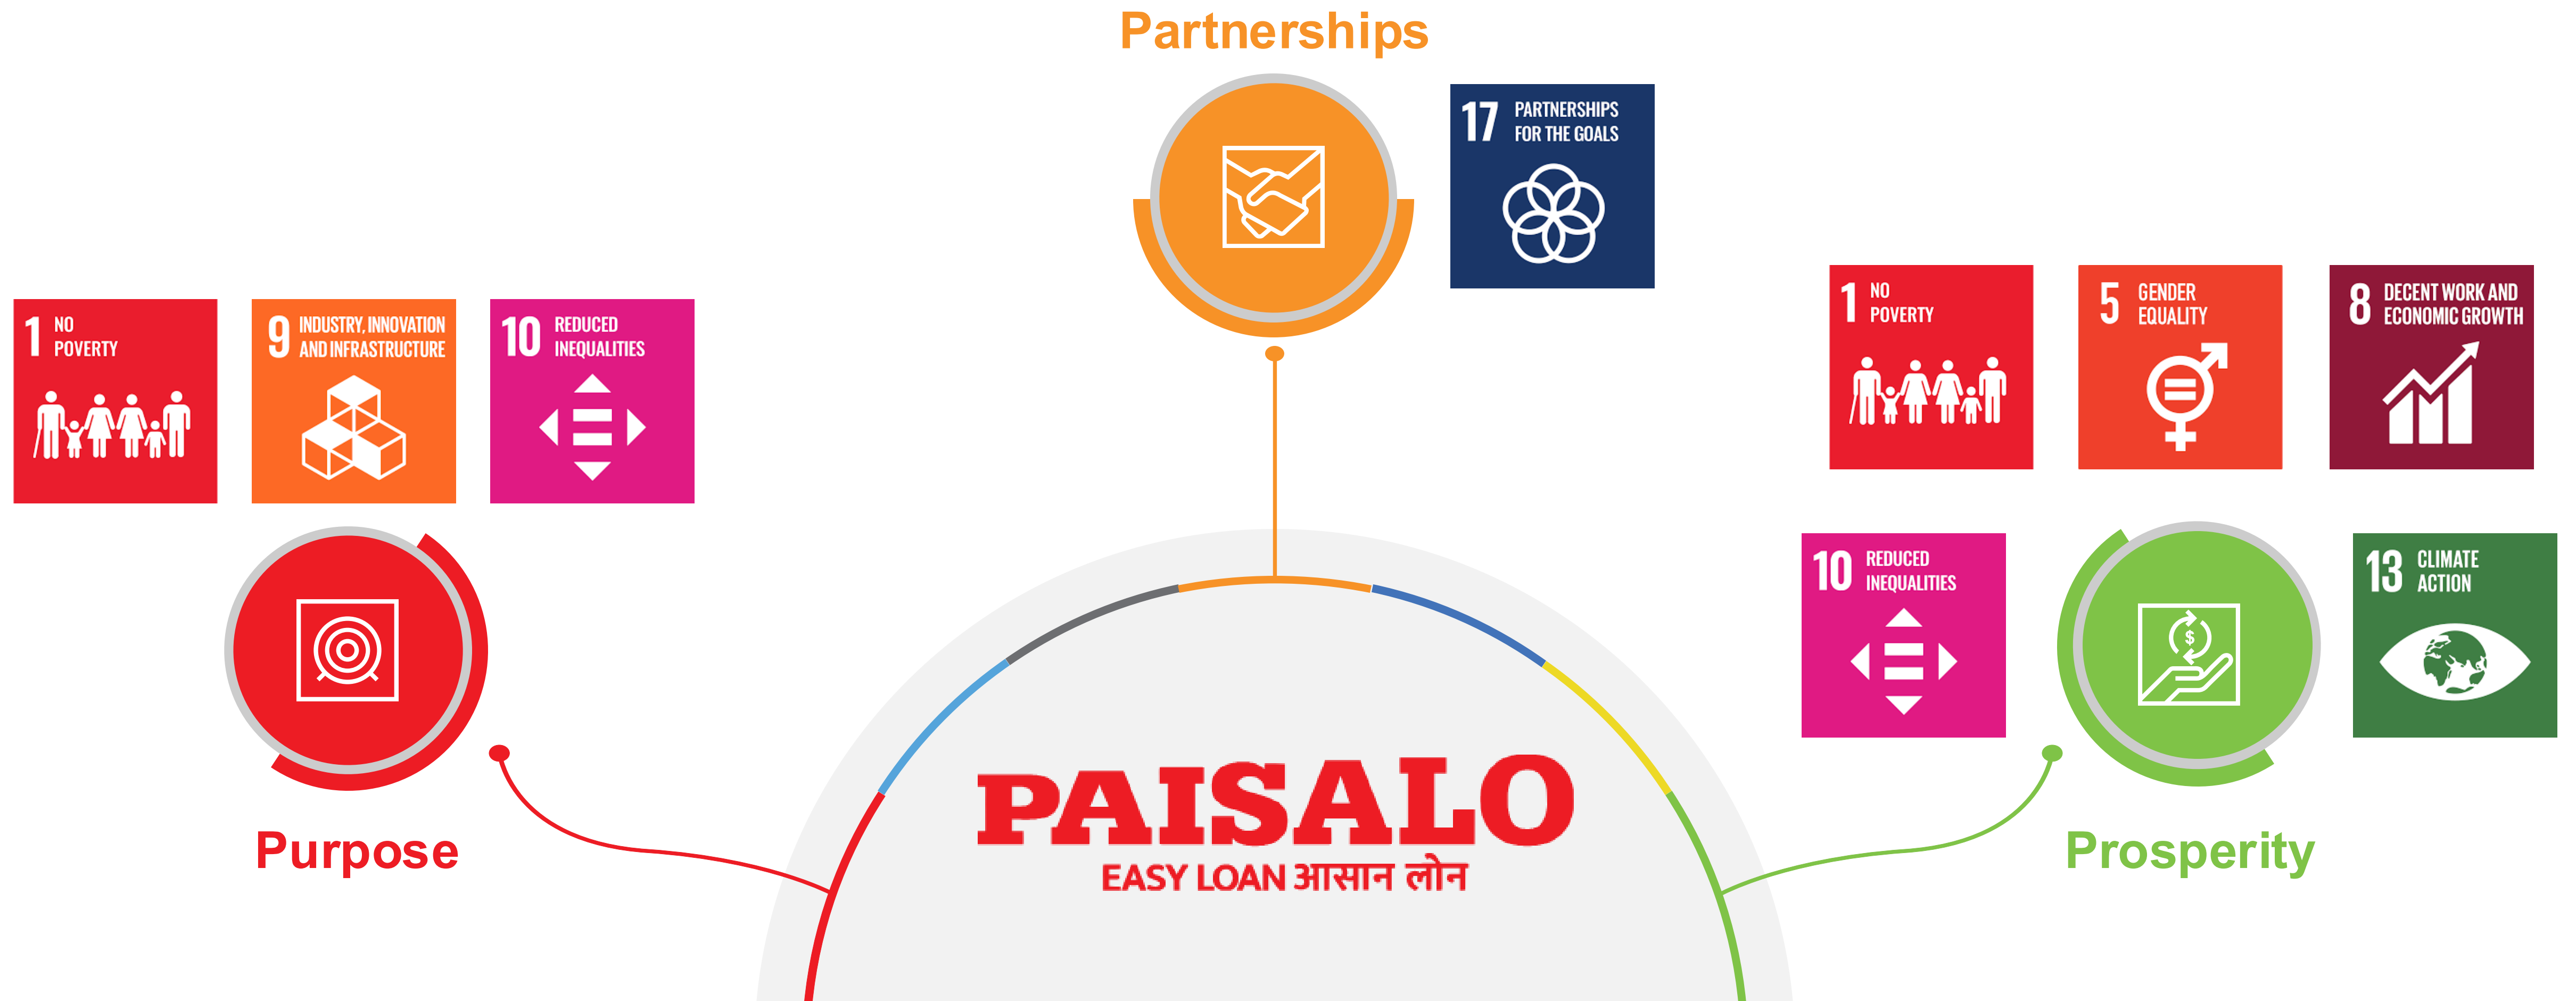 Partnerships
17 PARTNERSHIPS
FOR THE GOALS
1 NO
POVERTY
9 INDUSTRY, INNOVATION
AND INFRASTRUCTURE
10 REDUCED
INEQUALITIES
Purpose
1 NO
POVERTY
5 GENDER
EQUALITY
8 DECENT WORK AND
ECONOMIC GROWTH
10 REDUCED
INEQUALITIES
$
13 CLIMATE
ACTION
Prosperity
PAISALO
EASY LOAN आसान लोन